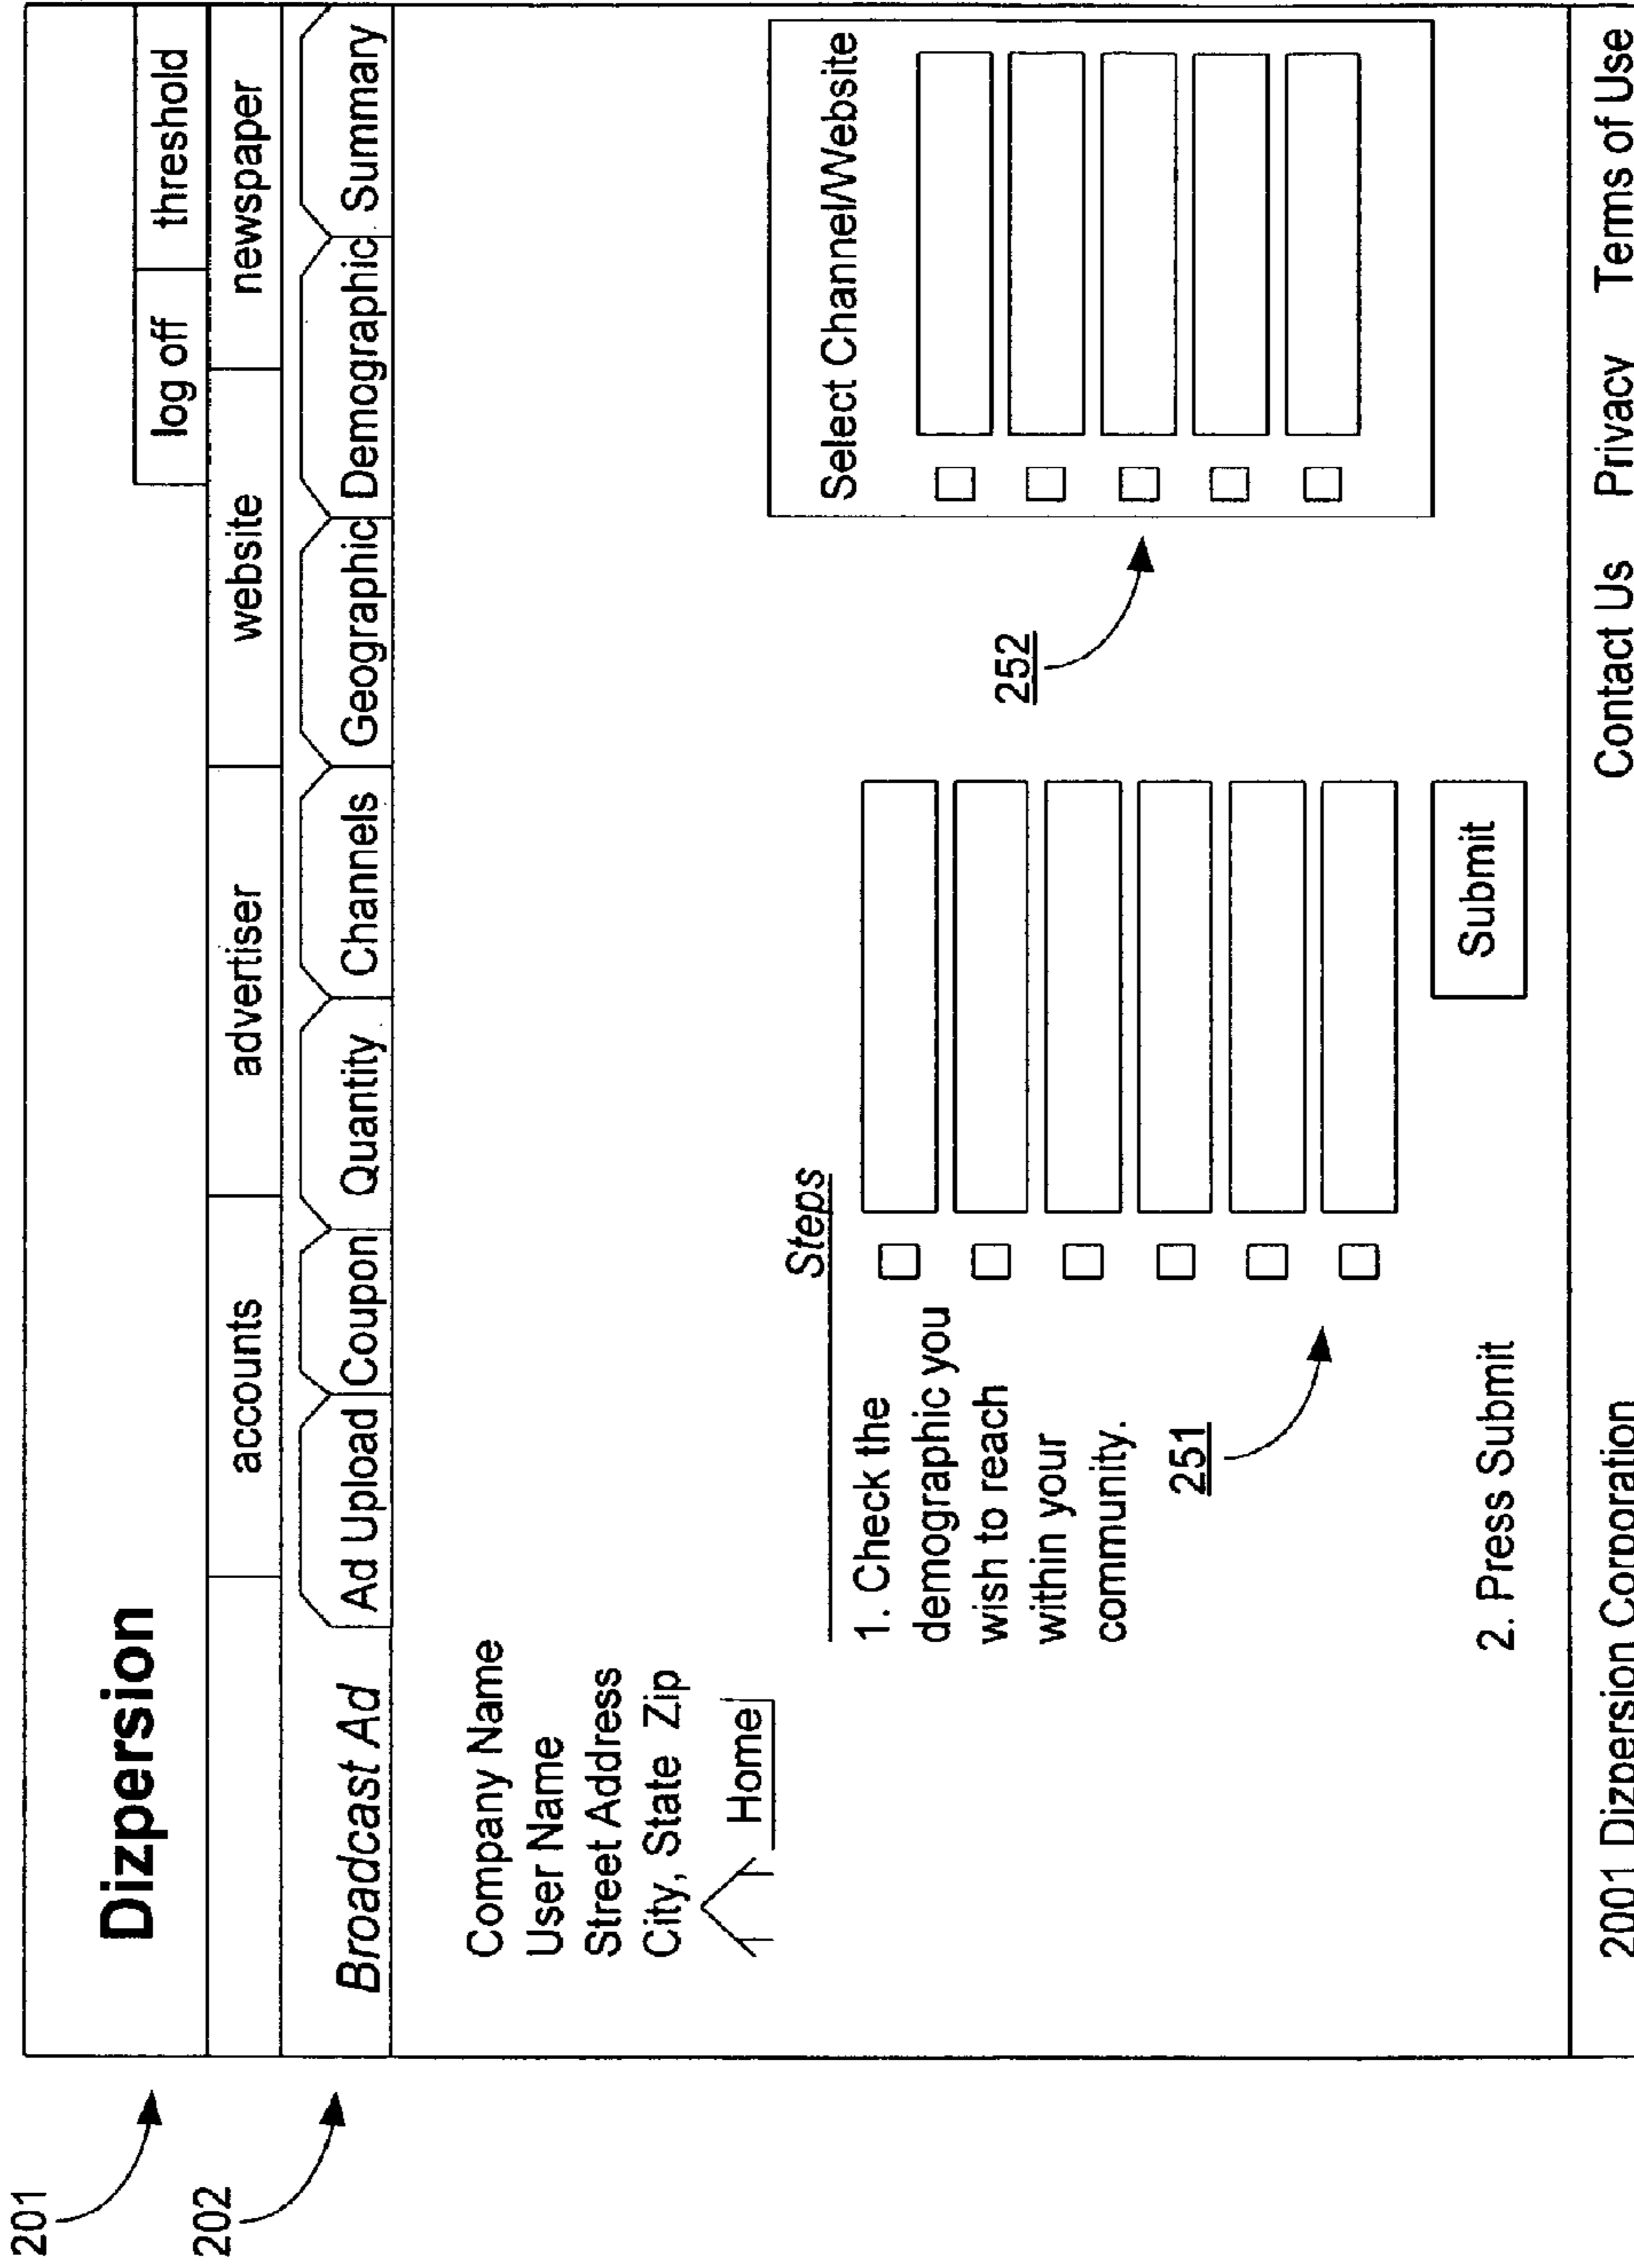 201
Dizpersion
log off threshold
accounts advertiser website newspaper
202
Broadcast Ad Ad Upload Coupon Quantity Channels Geographic Demographic Summary
Company Name
User Name
Street Address
City, State Zip
Home
Steps
1. Check the
demographic you
wish to reach
within your
community.
251
2. Press Submit
Submit
252
Select Channel/Website
2001 Dizpersion Corporation Contact Us Privacy Terms of Use